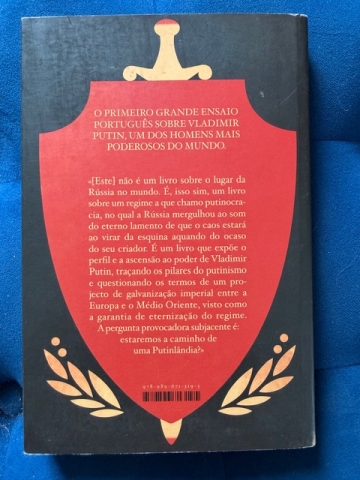 O PRIMEIRO GRANDE ENSAIO
PORTUGUÊS SOBRE VLADIMIR
PUTIN, UM DOS HOMENS MAIS
PODEROSOS DO MUNDO.
«[Este] não é um livro sobre o lugar da
Rússia no mundo. É, isso sim, um livro
sobre um regime a que chamo putinocra-
cia, no qual a Rússia mergulhou ao som
do eterno lamento de que o caos estará
ao virar da esquina aquando do ocaso
do seu criador. É um livro que expõe o
perfil e a ascensão ao poder de Vladimir
Putin, traçando os pilares do putinismo
e questionando os termos de um pro-
jecto de galvanização imperial entre a
Europa e o Médio Oriente, visto como
a garantia de eternização do regime.
A pergunta provocadora subjacente é:
estaremos a caminho de
uma Putinlândia?»